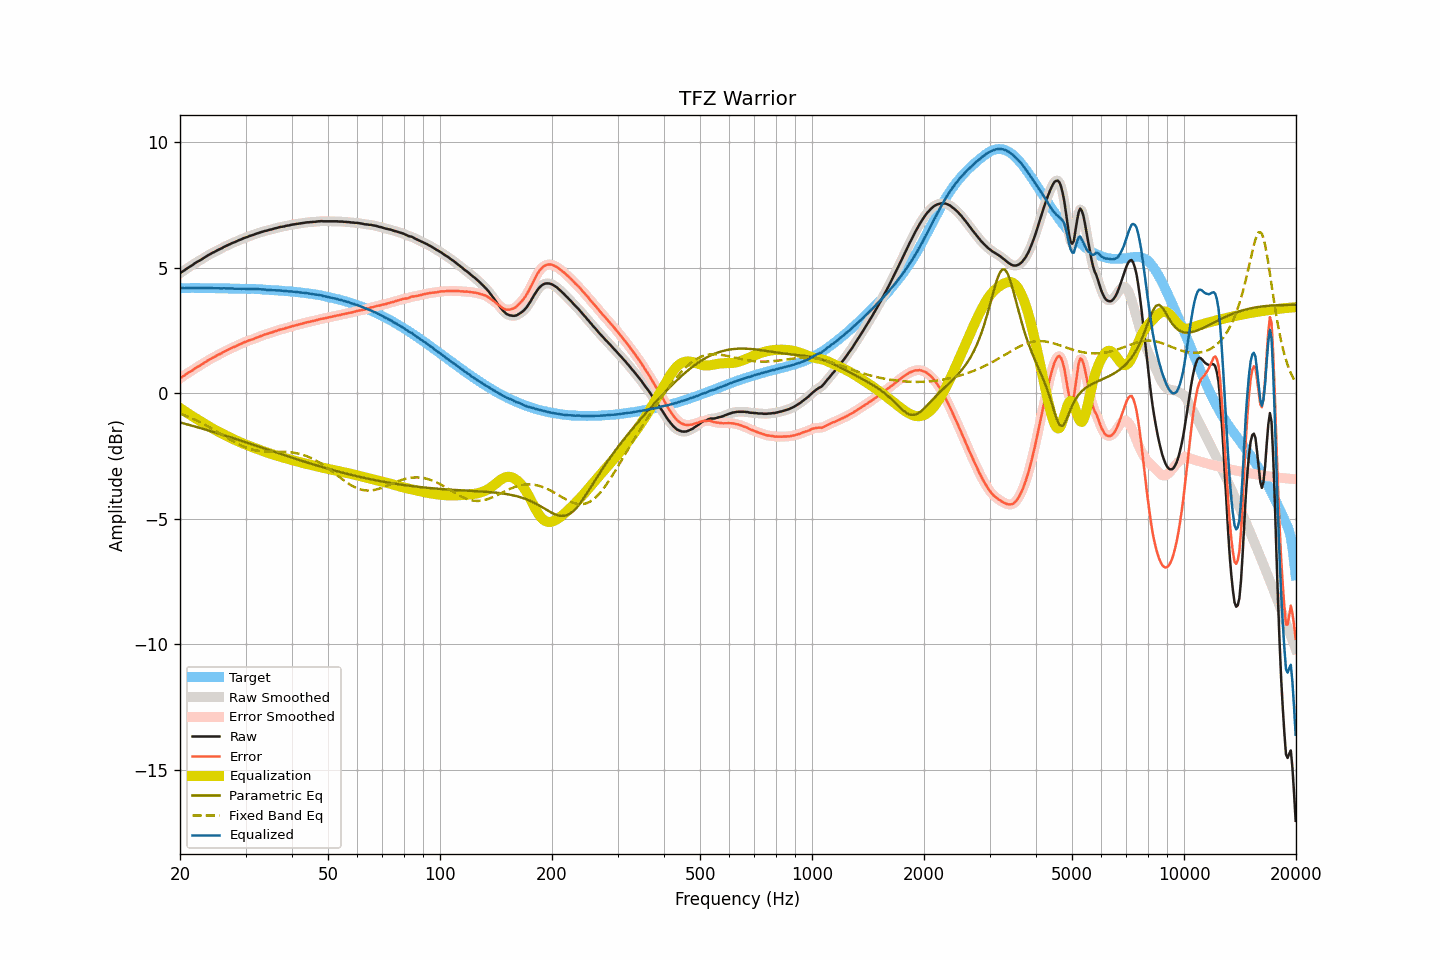 TFZ Warrior
10
5
0
−5
−10
−15
Amplitude (dBr)
Target
Raw Smoothed
Error Smoothed
Raw
Error
Equalization
Parametric Eq
Fixed Band Eq
Equalized
20 50 100 200 500 1000 2000 5000 10000 20000
Frequency (Hz)